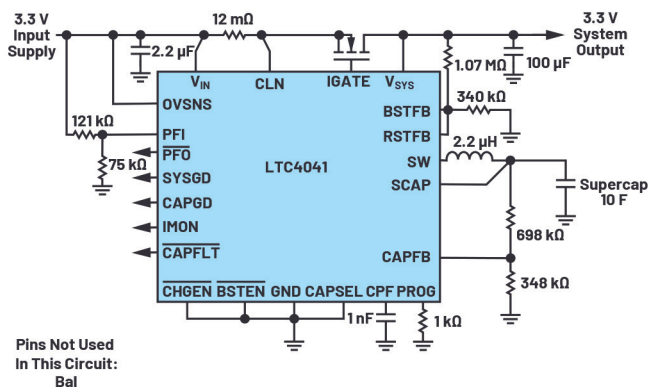 3.3 V
Input
Supply
2.2 µF
12 mΩ
3.3 V
System
Output
1.07 MΩ
100 µF
VIN
CLN
IGATE
VSYS
OVSNS
BSTFB
340 kΩ
121 kΩ
PFI
RSTFB
2.2 µH
75 kΩ
PFO
LTC4041
SW
SYSGD
SCAP
Supercap
10 F
CAPGD
IMON
698 kΩ
CAPFLT
CAPFB
348 kΩ
CHGEN BSTEN GND CAPSEL CPF PROG
1 nF
1 kΩ
Pins Not Used
In This Circuit:
Bal